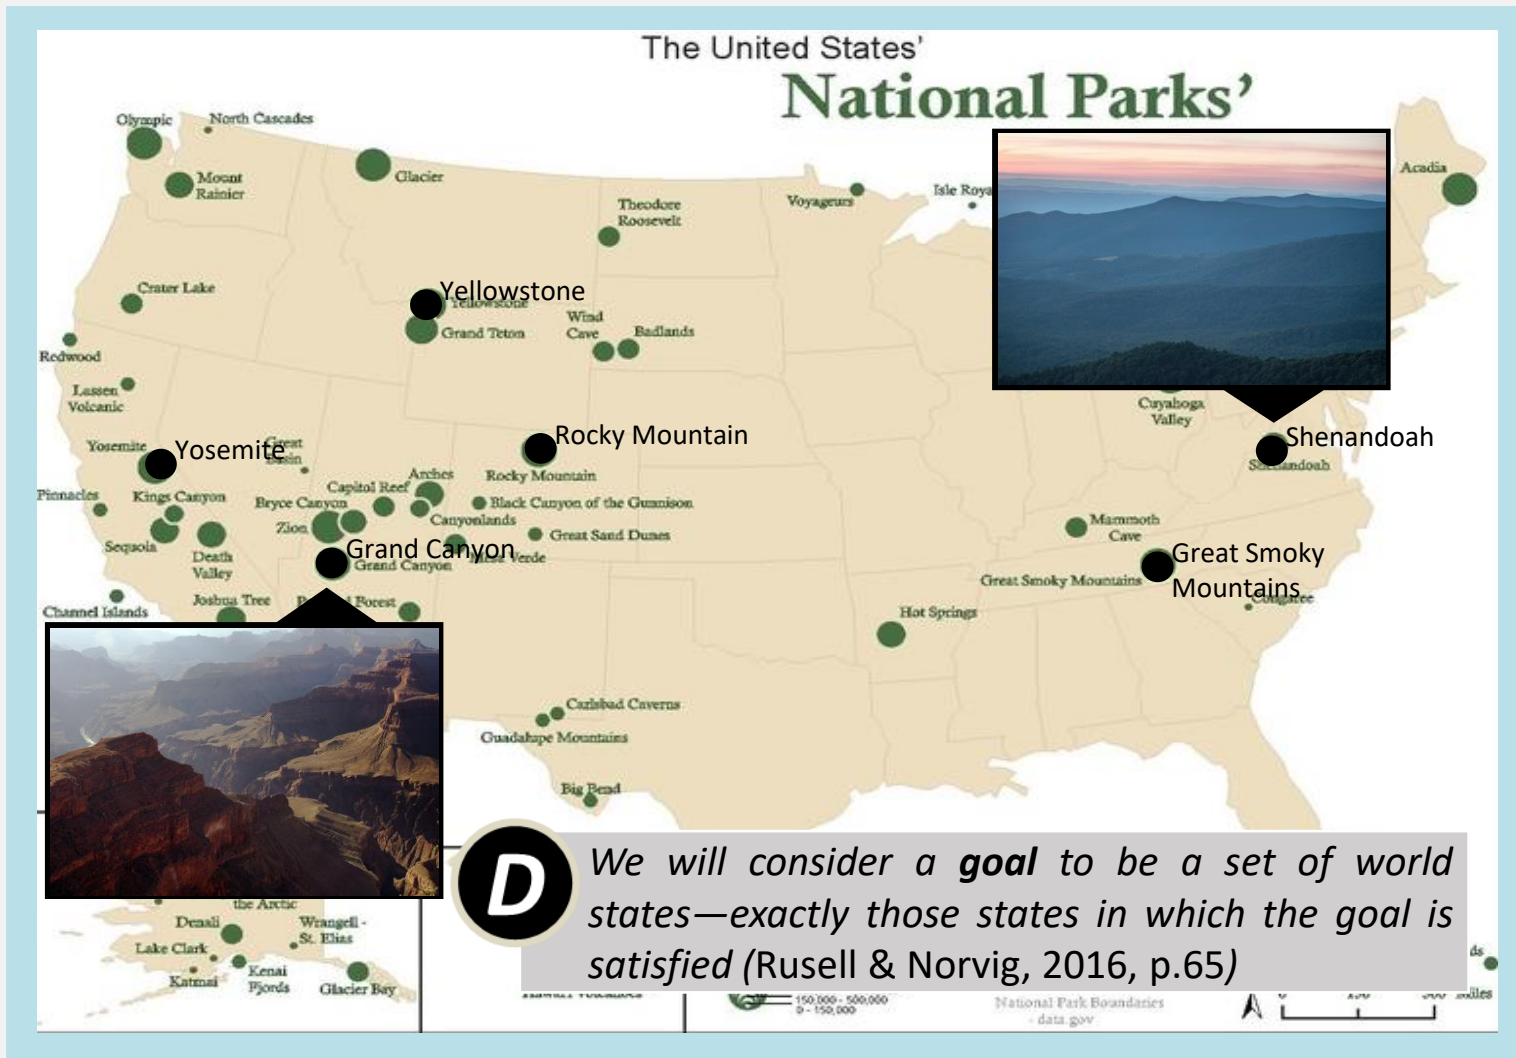 The United States’
National Parks’
Olympic
North Cascades
Mount
Rainier
Glacier
Theodore
Roosevelt
Voyageurs
Isle Roya
Acadia
Crater Lake
Yellowstone
Yellowstone
Grand Teton
Wind
Cave
Badlands
Redwood
Lassen
Volcanic
Cuyahoga
Valley
Yosemite
Yosemite
Great
Basin
Rocky Mountain
Rocky Mountain
Shenandoah
Shenandoah
Pinnacles
Kings Canyon
Bryce Canyon
Capitol Reef
Arches
Black Canyon of the Gunnison
Zion
Canyonlands
Great Sand Dunes
Sequoia
Death
Valley
Grand Canyon
Grand Canyon
Mesa Verde
Mammoth
Cave
Great Smoky
Mountains
Great Smoky Mountains
Congaree
Channel Islands
Joshua Tree
Forest
Hot Springs
Carlsbad Caverns
Guadalupe Mountains
Big Bend
D
We will consider a goal to be a set of world
states—exactly those states in which the goal is
satisfied (Rusell & Norvig, 2016, p.65)
the Arctic
Denali
Wrangell -
St. Elias
Lake Clark
Katmai
Kenai
Fjords
Glacier Bay
150,000 - 500,000
0 - 150,000
National Park Boundaries
- data.gov
ds
Miles